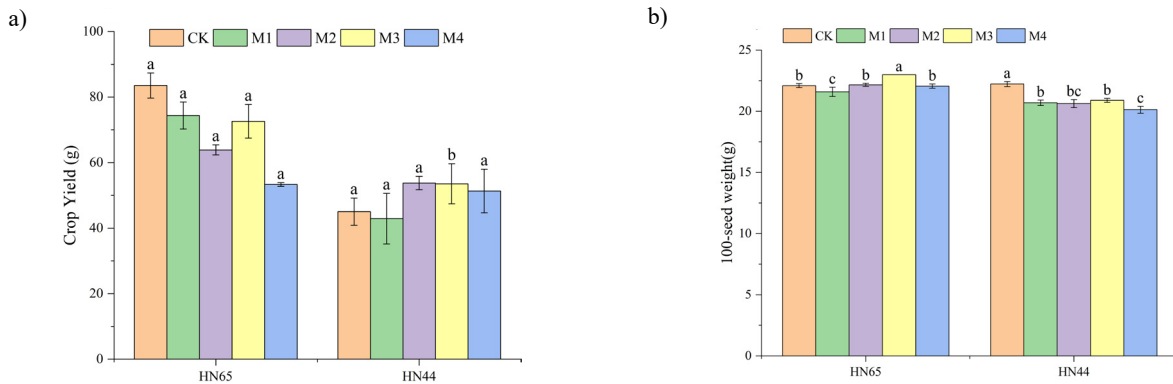 a)
CK M1 M2 M3 M4
100
80
60
40
20
0
Crop Yield (g)
a a a a a
a a a b a
HN65 HN44
b)
CK M1 M2 M3 M4
25
20
15
10
5
0
100-seed weight(g)
b c b a b
a b bc b c
HN65 HN44